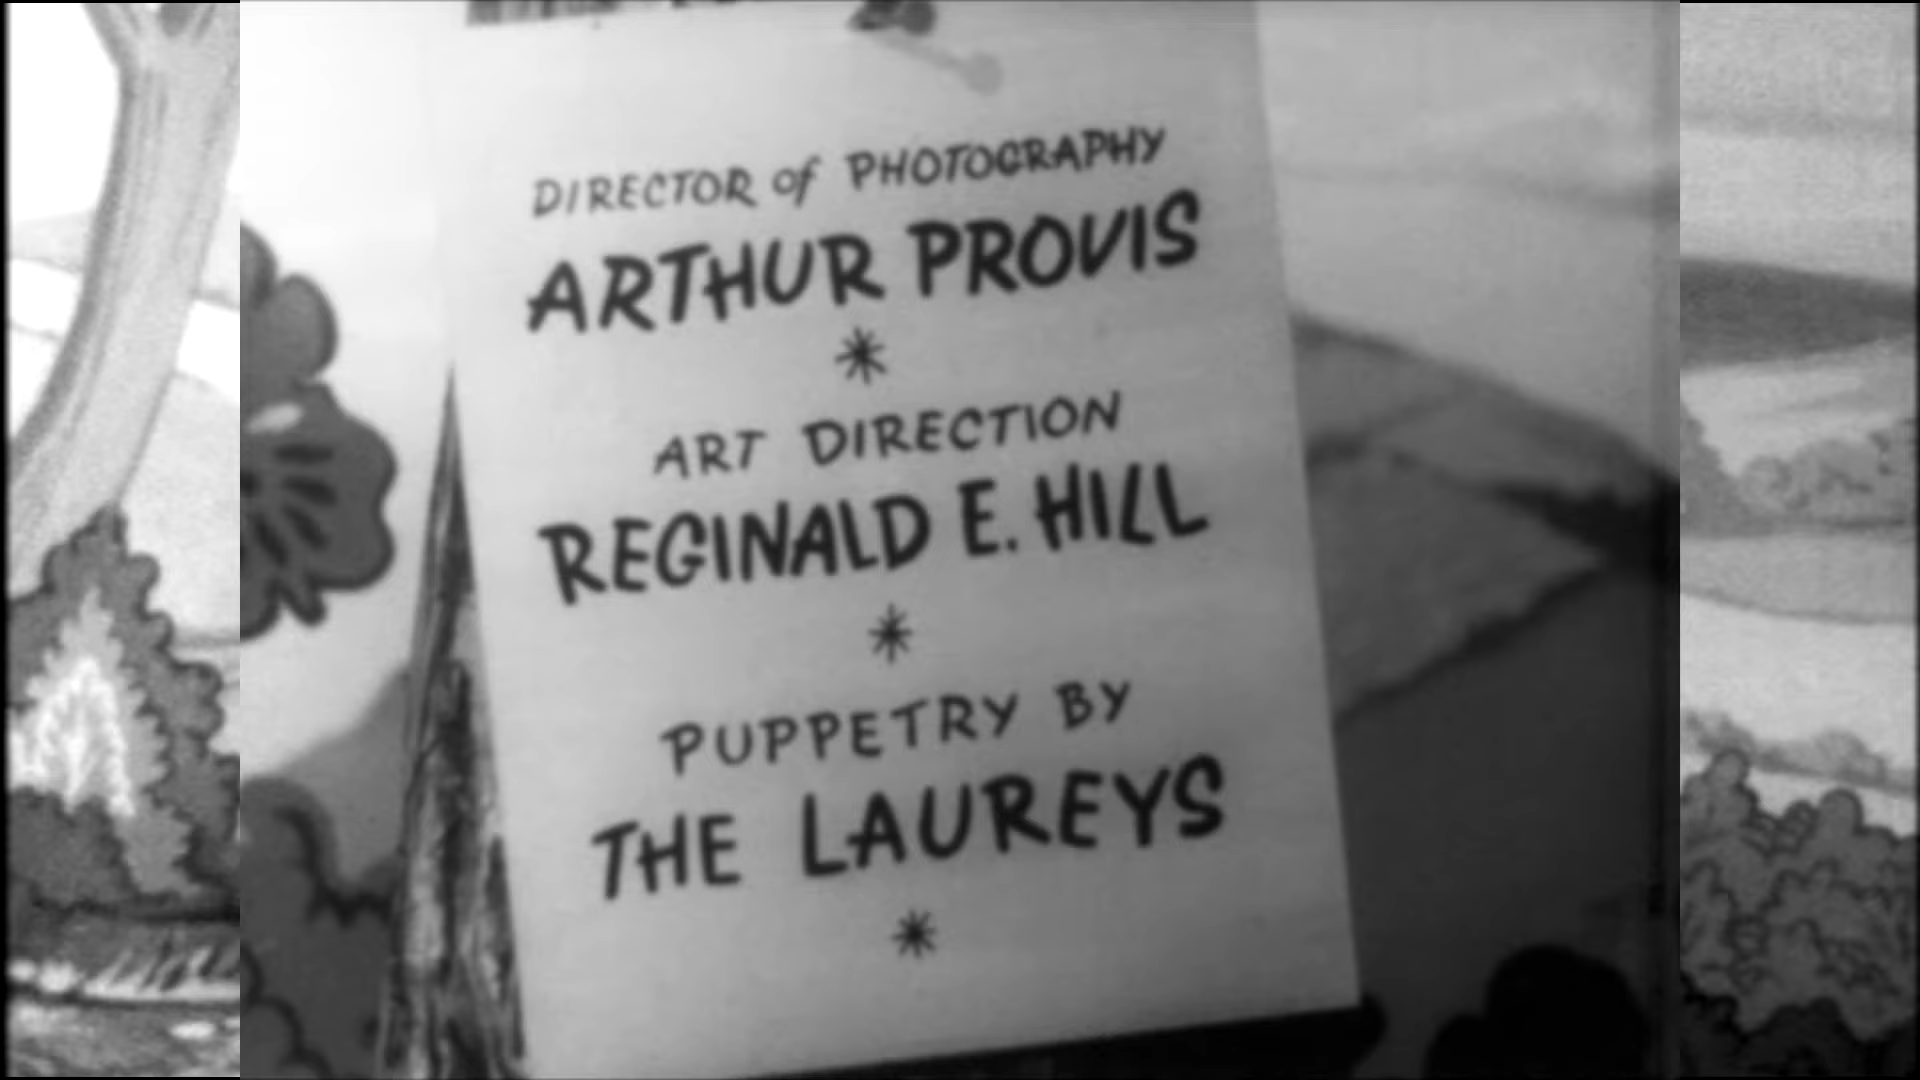 DIRECTOR of PHOTOGRAPHY
ARTHUR PROVIS
*
ART DIRECTION
REGINALD E. HILL
*
PUPPETRY BY
THE LAUREYS
*